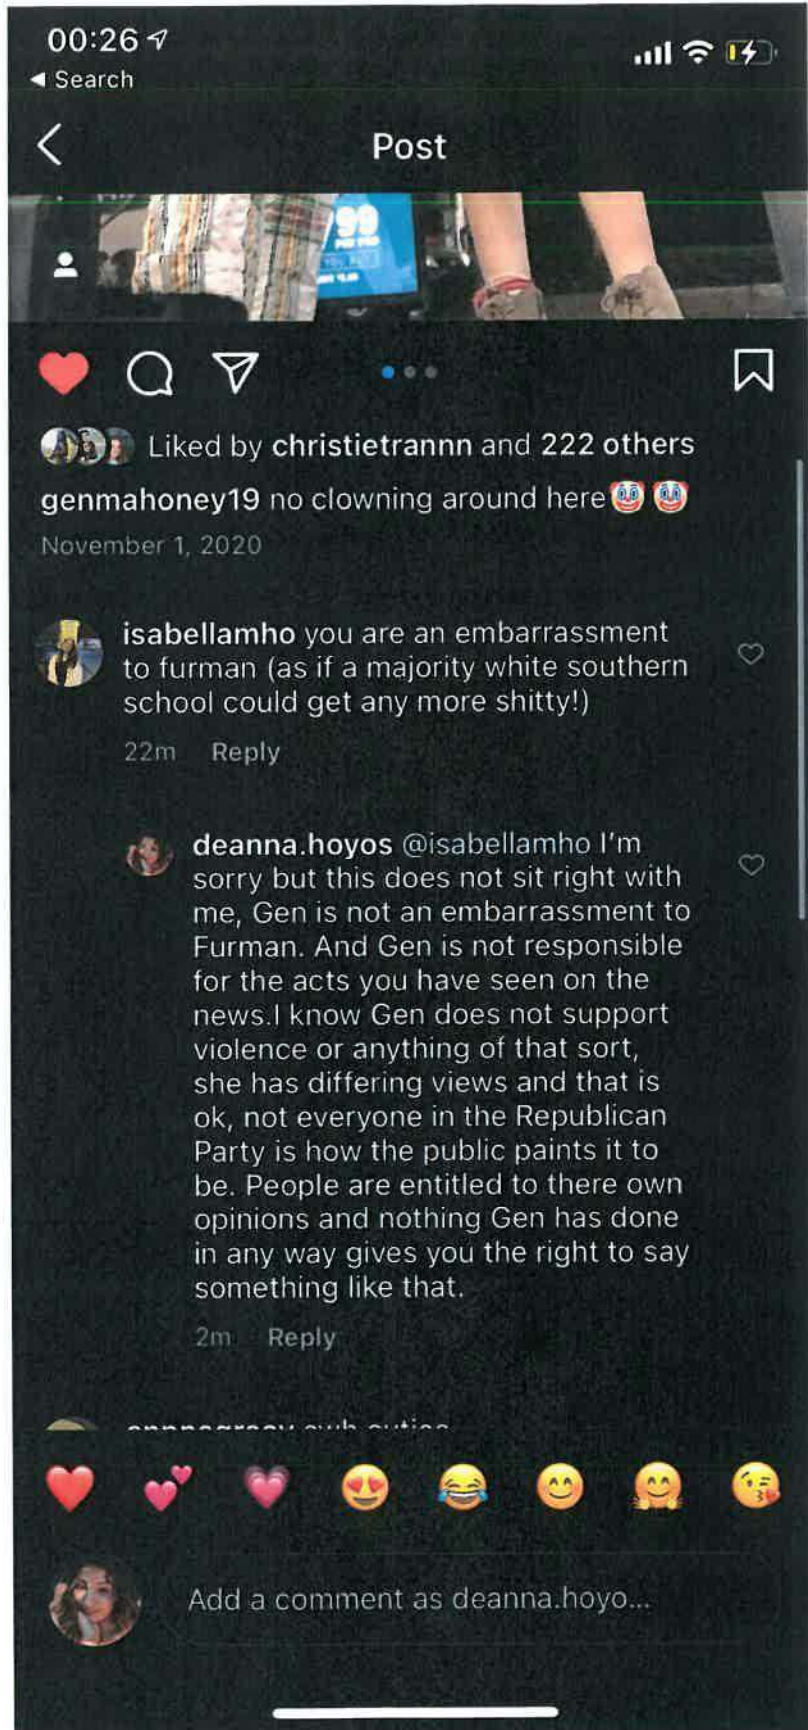 00:26
◀ Search
Post
99
Liked by christietrannn and 222 others
genmahoney19 no clowning around here🤡 🤡
November 1, 2020
isabellamho you are an embarrassment
to furman (as if a majority white southern
school could get any more shitty!)
22m Reply
deanna.hoyos @isabellamho I'm
sorry but this does not sit right with
me, Gen is not an embarrassment to
Furman. And Gen is not responsible
for the acts you have seen on the
news.I know Gen does not support
violence or anything of that sort,
she has differing views and that is
ok, not everyone in the Republican
Party is how the public paints it to
be. People are entitled to there own
opinions and nothing Gen has done
in any way gives you the right to say
something like that.
2m Reply
Add a comment as deanna.hoyo...